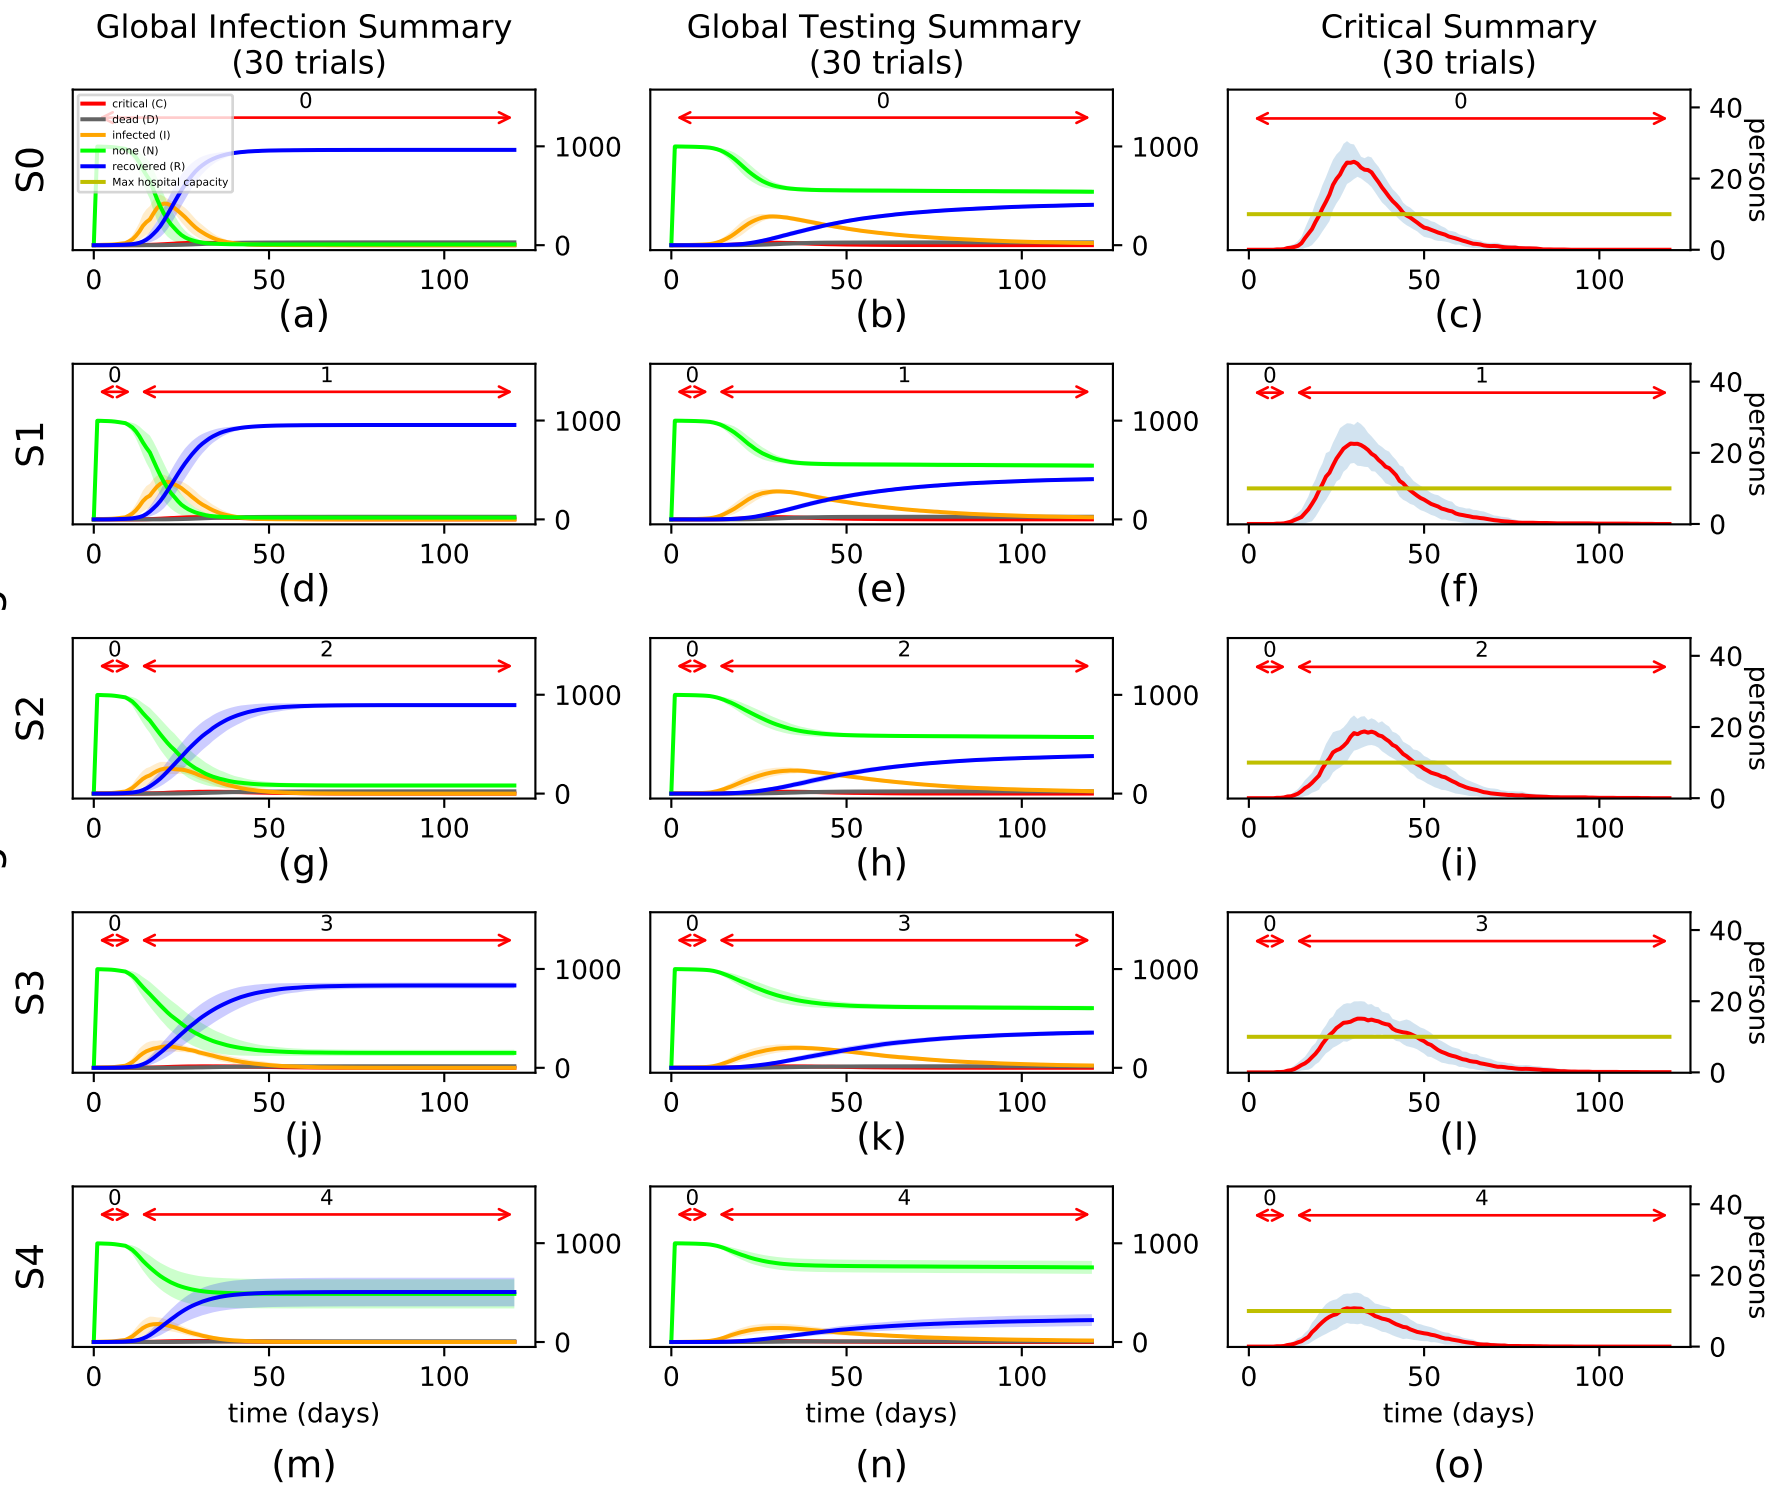 Global Infection Summary
(30 trials)
Global Testing Summary
(30 trials)
Critical Summary
(30 trials)
S0
critical (C)
dead (D)
infected (I)
none (N)
recovered (R)
Max hospital capacity
0
1000
0
0 50 100
(a)
0
1000
0
0 50 100
(b)
0
40
20
0
persons
0 50 100
(c)
S1
0 1
1000
0
0 50 100
(d)
0 1
1000
0
0 50 100
(e)
0 1
40
20
0
persons
0 50 100
(f)
S2
0 2
1000
0
0 50 100
(g)
0 2
1000
0
0 50 100
(h)
0 2
40
20
0
persons
0 50 100
(i)
S3
0 3
1000
0
0 50 100
(j)
0 3
1000
0
0 50 100
(k)
0 3
40
20
0
persons
0 50 100
(l)
S4
0 4
1000
0
0 50 100
time (days)
(m)
0 4
1000
0
0 50 100
time (days)
(n)
0 4
40
20
0
persons
0 50 100
time (days)
(o)